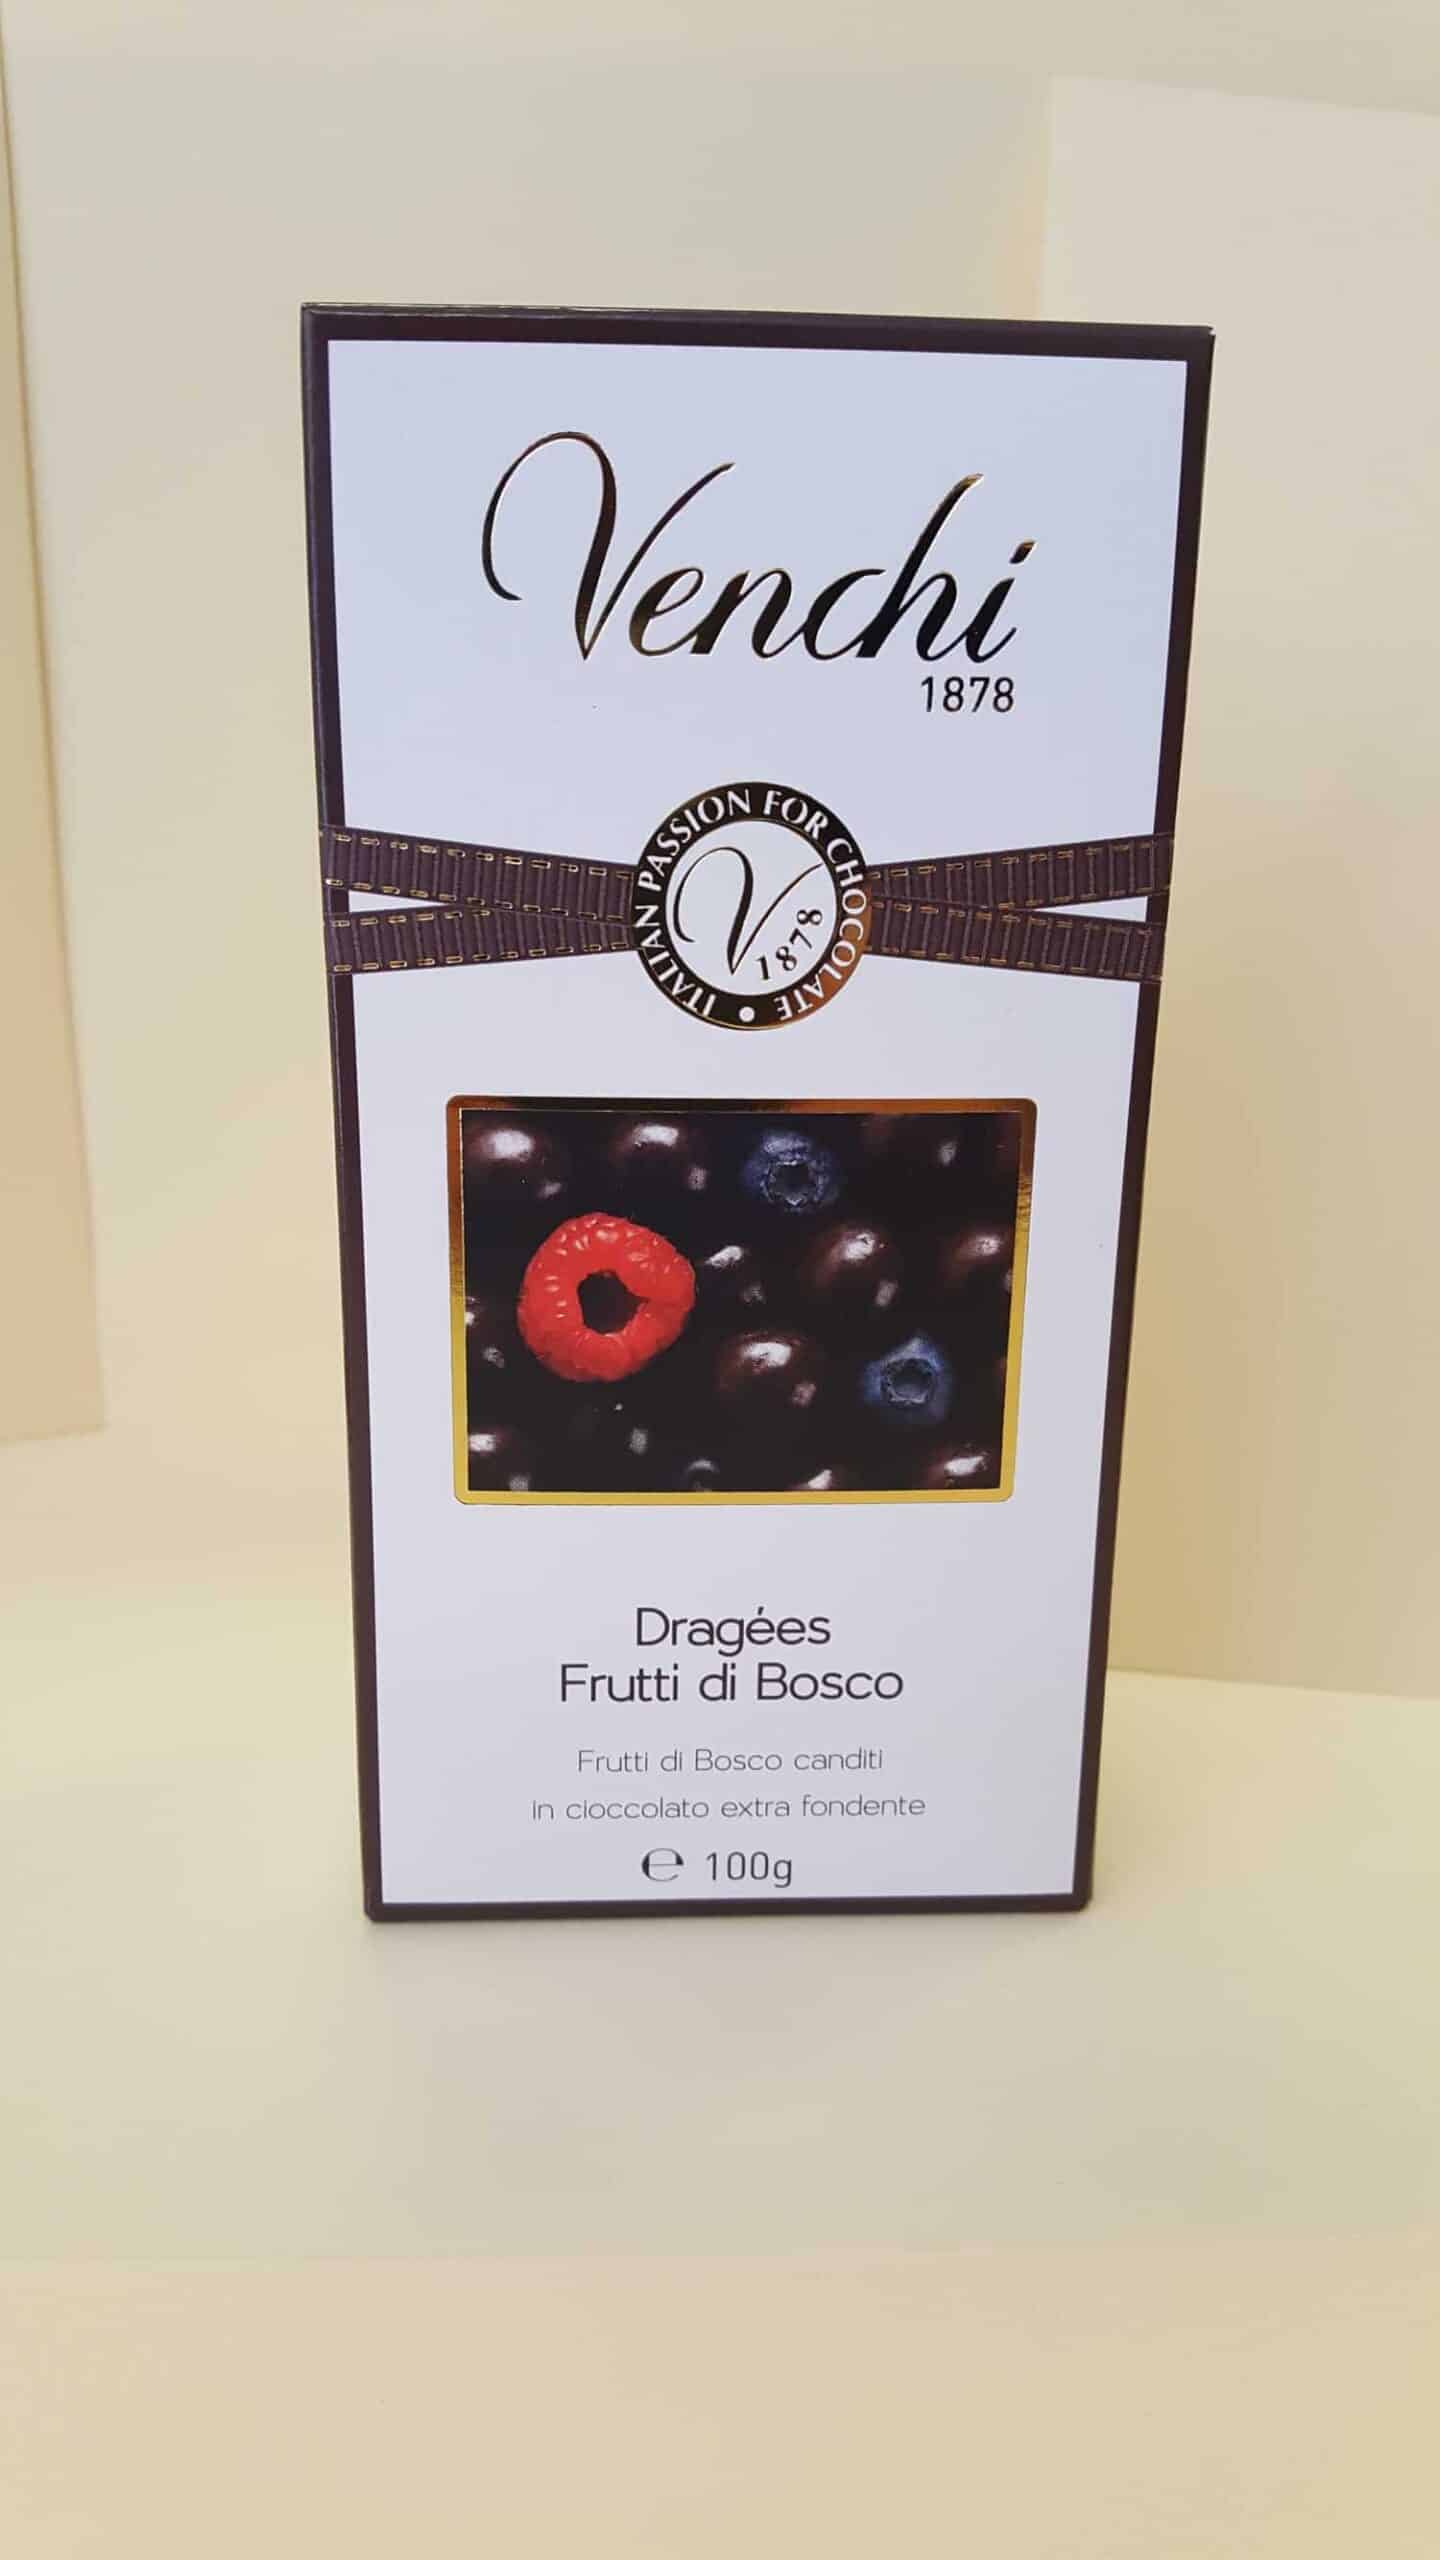 Venchi
1878
ITALIAN PASSION FOR CHOCOLATE •
V
1878
Dragées
Frutti di Bosco
Frutti di Bosco canditi
in cioccolato extra fondente
℮ 100g